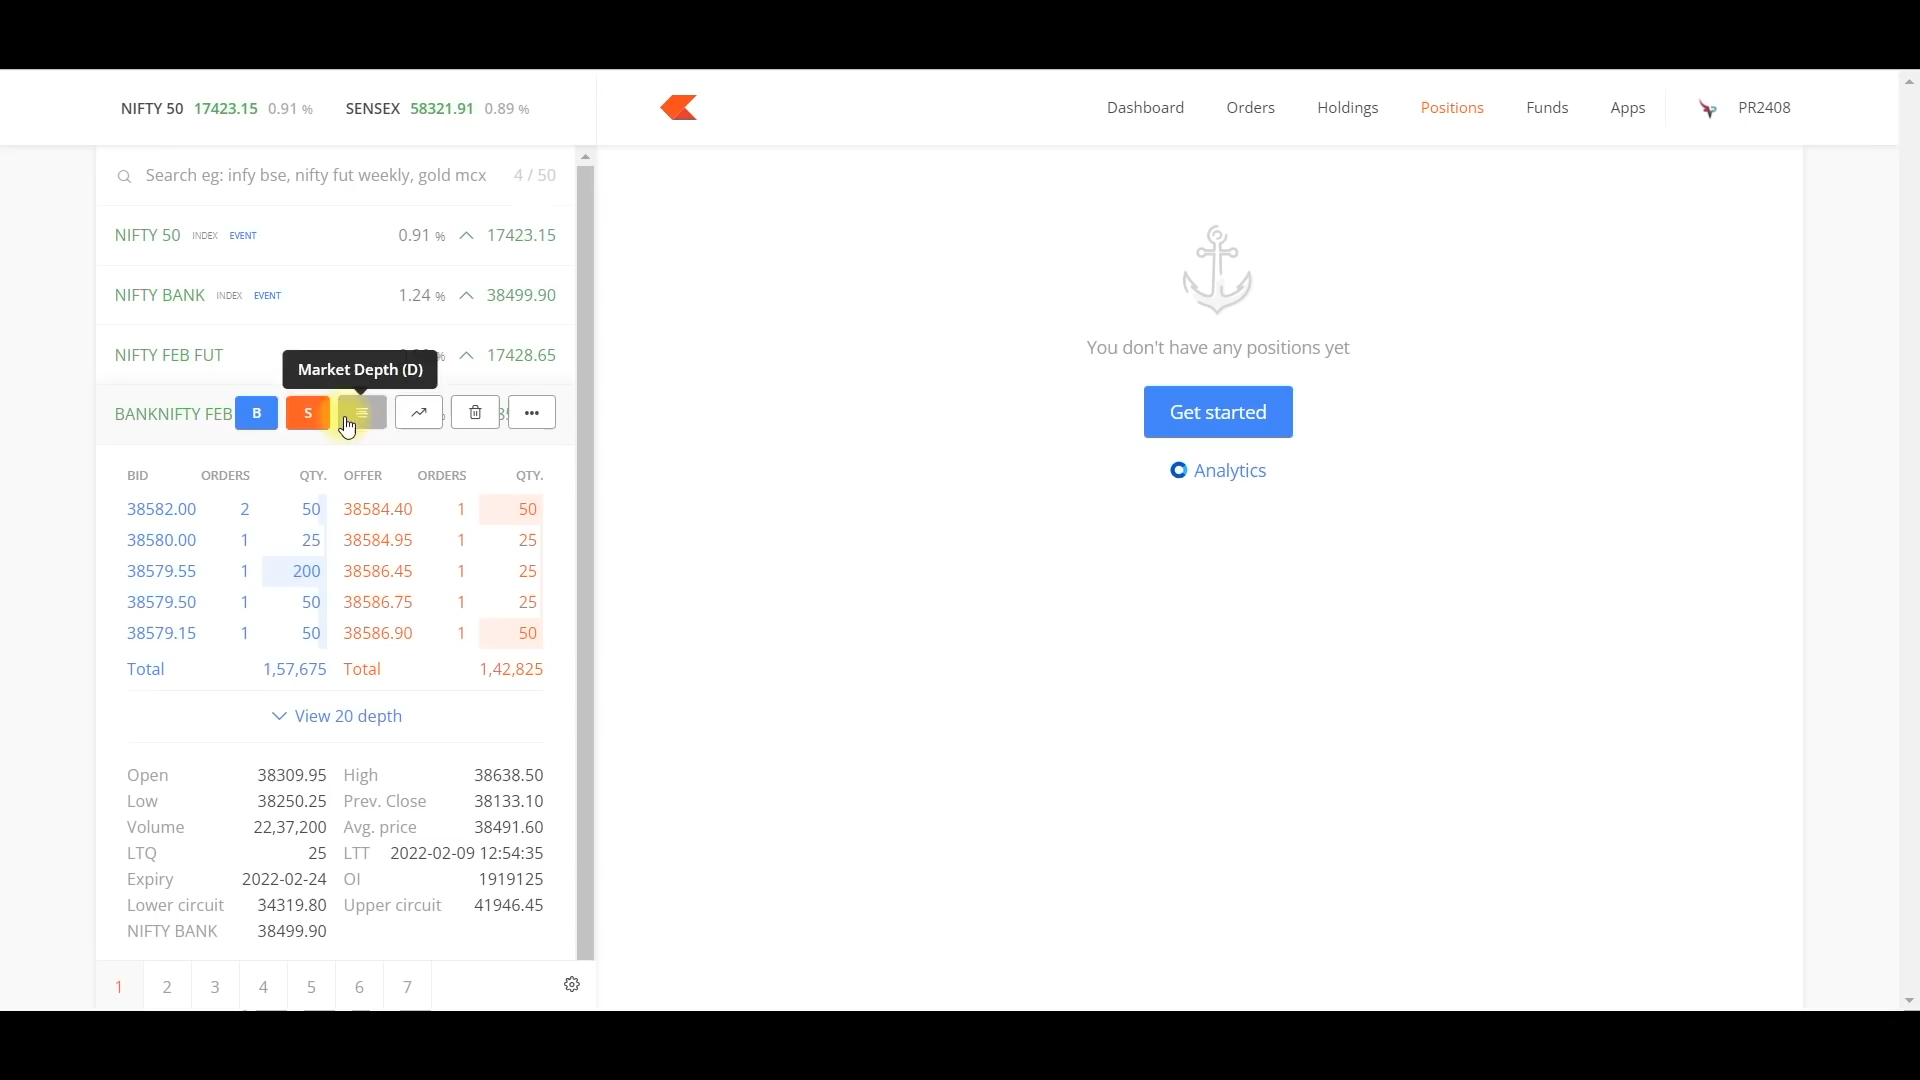 NIFTY 50 17423.15 0.91 % SENSEX 58321.91 0.89 %
Dashboard Orders Holdings Positions Funds Apps PR2408
Search eg: infy bse, nifty fut weekly, gold mcx 4 / 50
NIFTY 50 INDEX EVENT 0.91 % 17423.15
NIFTY BANK INDEX EVENT 1.24 % 38499.90
NIFTY FEB FUT % 17428.65
Market Depth (D)
BANKNIFTY FEB B S
BID ORDERS QTY. OFFER ORDERS QTY.
38582.00 2 50 38584.40 1 50
38580.00 1 25 38584.95 1 25
38579.55 1 200 38586.45 1 25
38579.50 1 50 38586.75 1 25
38579.15 1 50 38586.90 1 50
Total 1,57,675 Total 1,42,825
View 20 depth
Open 38309.95 High 38638.50
Low 38250.25 Prev. Close 38133.10
Volume 22,37,200 Avg. price 38491.60
LTQ 25 LTT 2022-02-09 12:54:35
Expiry 2022-02-24 OI 1919125
Lower circuit 34319.80 Upper circuit 41946.45
NIFTY BANK 38499.90
1 2 3 4 5 6 7
You don't have any positions yet
Get started
Analytics